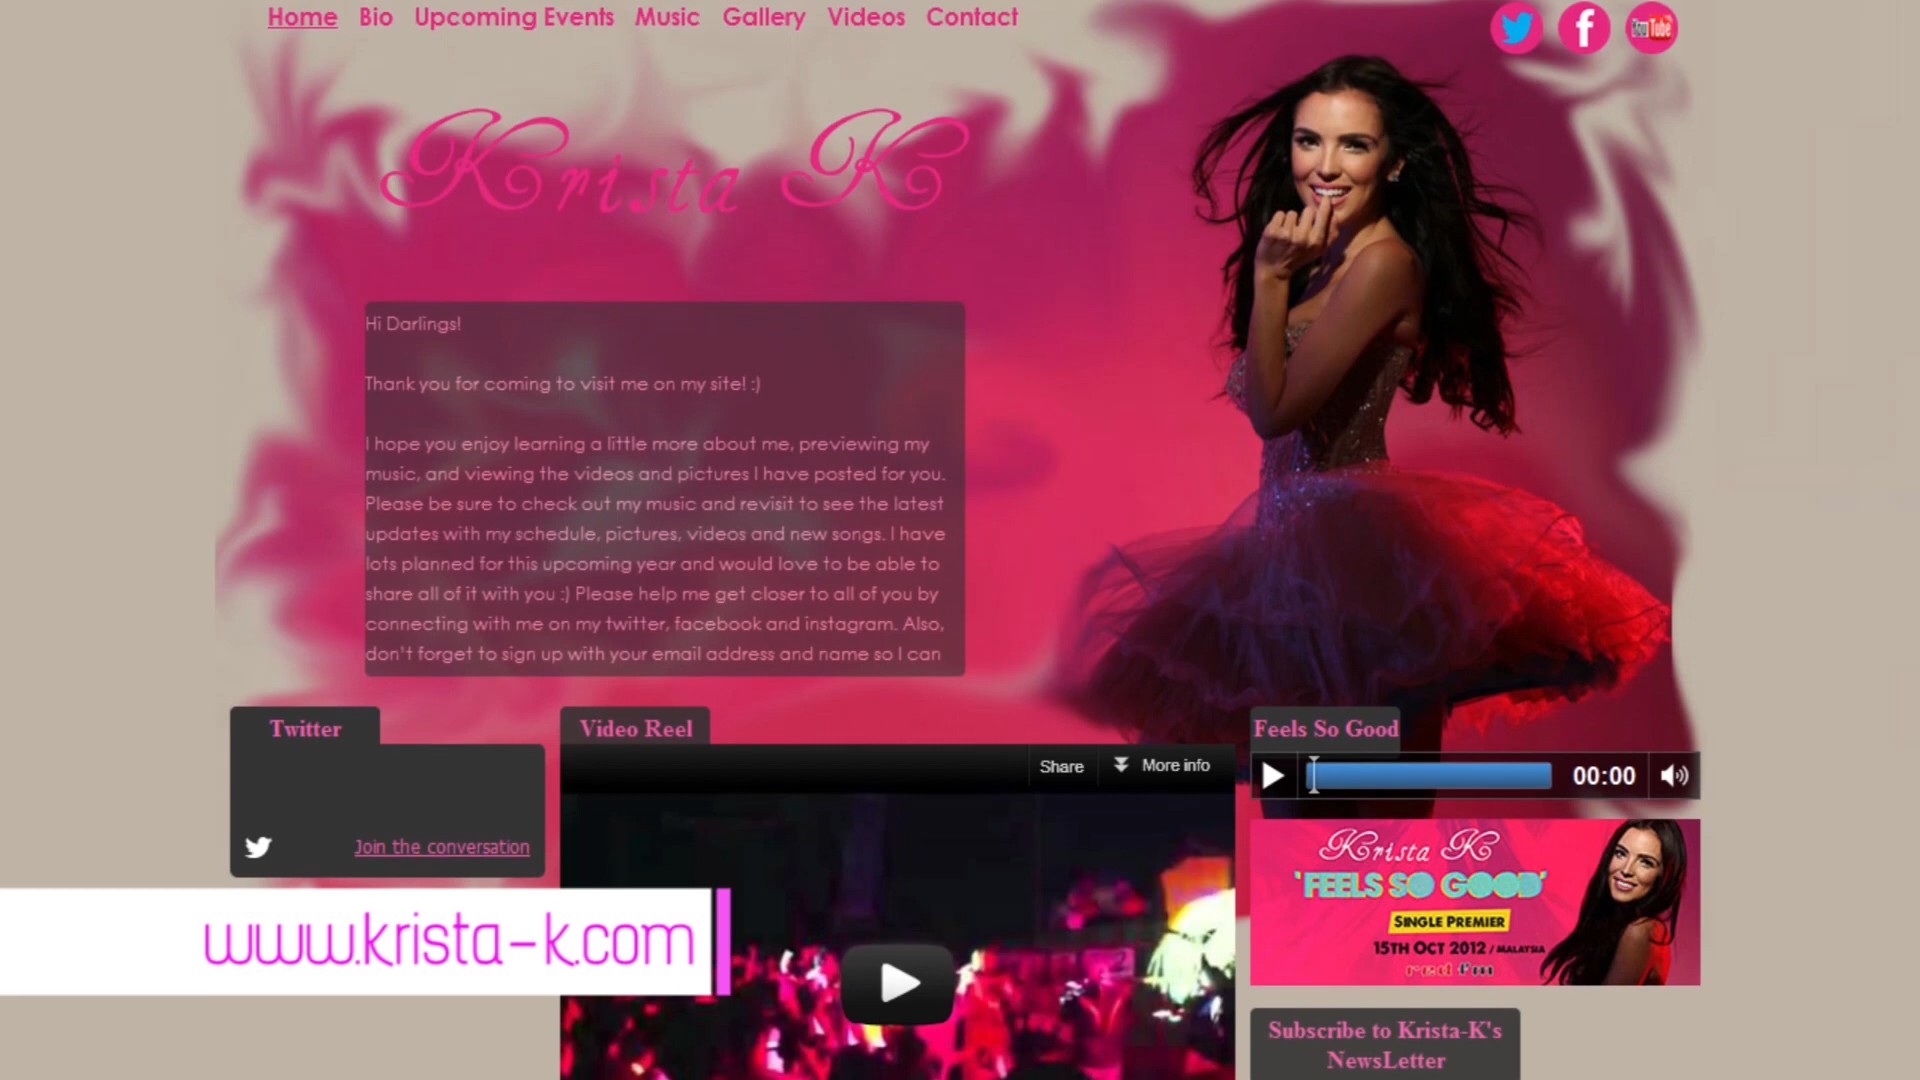 Home Bio Upcoming Events Music Gallery Videos Contact
You Tube
Krista K
Hi Darlings!
Thank you for coming to visit me on my site! :)
I hope you enjoy learning a little more about me, previewing my
music, and viewing the videos and pictures I have posted for you.
Please be sure to check out my music and revisit to see the latest
updates with my schedule, pictures, videos and new songs. I have
lots planned for this upcoming year and would love to be able to
share all of it with you :) Please help me get closer to all of you by
connecting with me on my twitter, facebook and instagram. Also,
don't forget to sign up with your email address and name so I can
Twitter
Join the conversation
Video Reel
Share More info
Feels So Good
00:00
Krista K
'FEELS SO GOOD'
SINGLE PREMIER
15TH OCT 2012 / MALAYSIA
red fm
Subscribe to Krista-K's
NewsLetter
www.krista-k.com